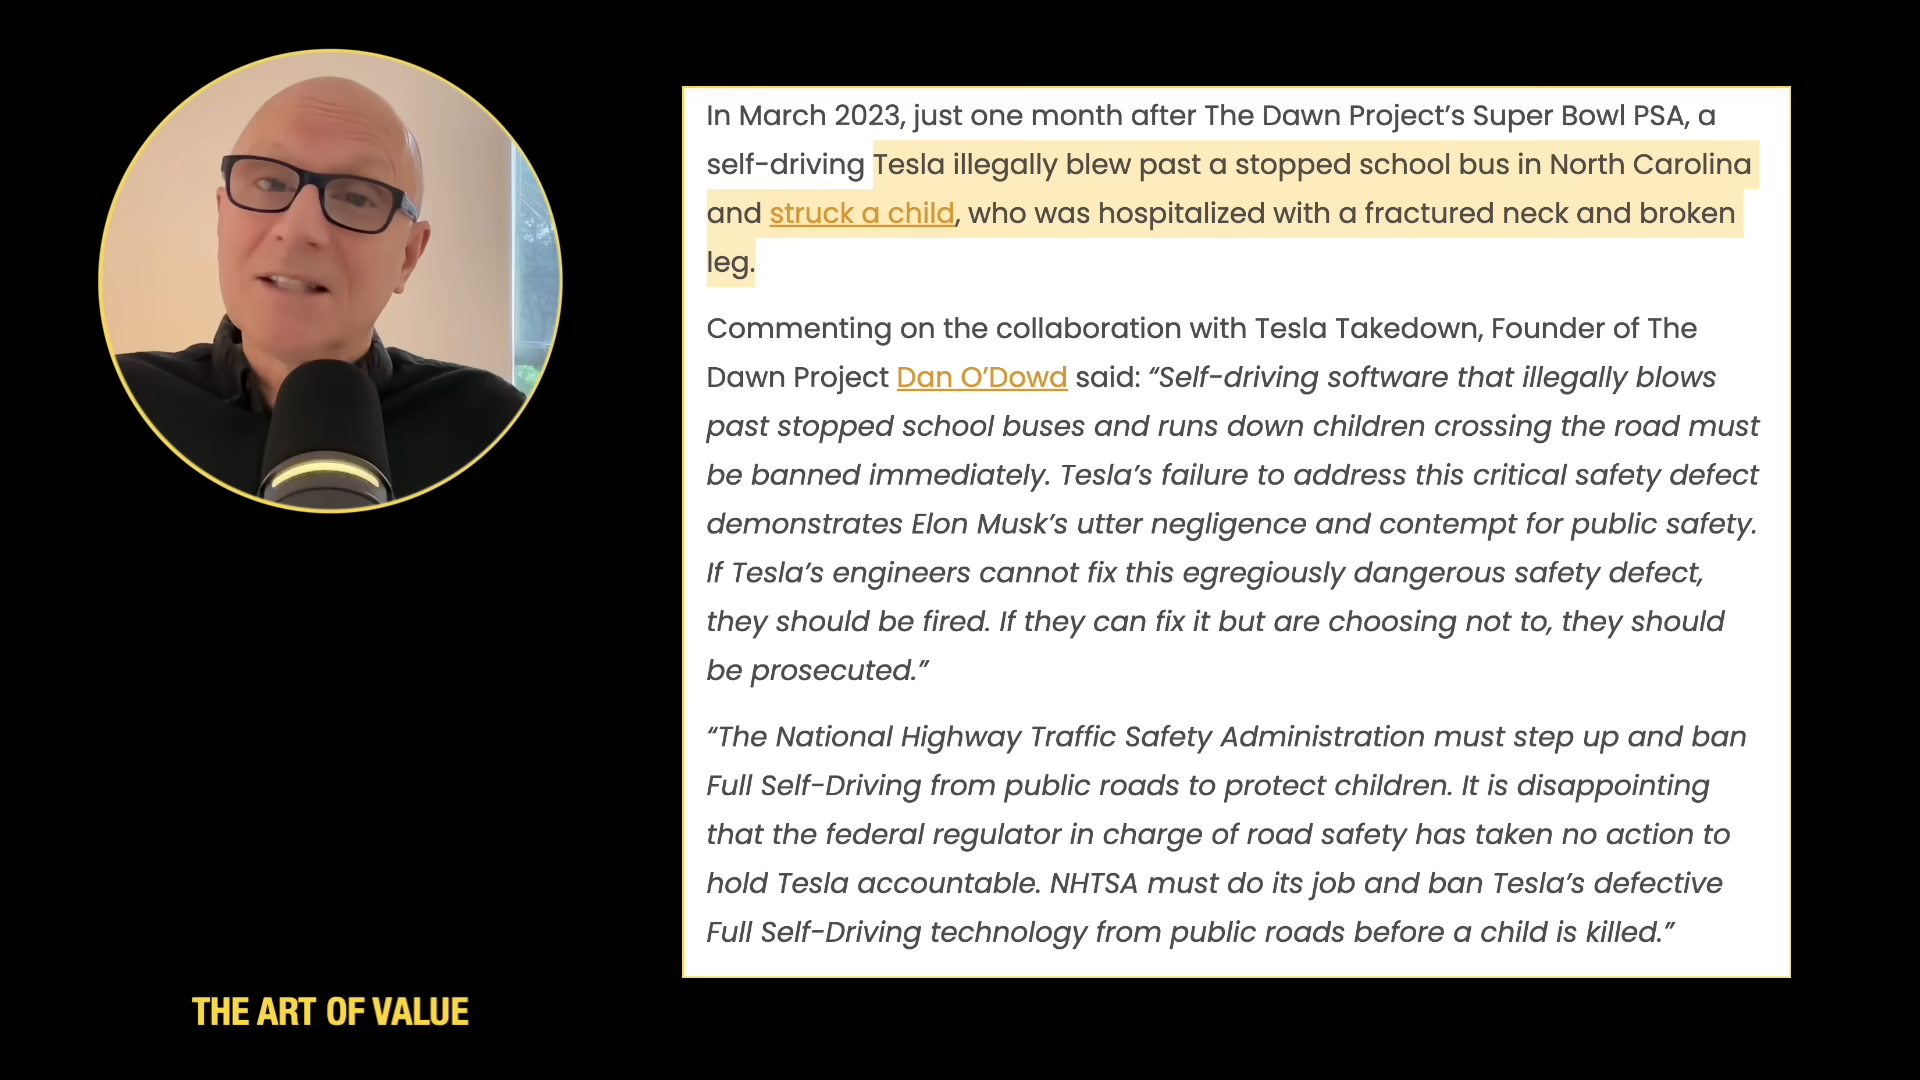 In March 2023, just one month after The Dawn Project’s Super Bowl PSA, a
self-driving Tesla illegally blew past a stopped school bus in North Carolina
and struck a child, who was hospitalized with a fractured neck and broken
leg.
Commenting on the collaboration with Tesla Takedown, Founder of The
Dawn Project Dan O’Dowd said: “Self-driving software that illegally blows
past stopped school buses and runs down children crossing the road must
be banned immediately. Tesla’s failure to address this critical safety defect
demonstrates Elon Musk’s utter negligence and contempt for public safety.
If Tesla’s engineers cannot fix this egregiously dangerous safety defect,
they should be fired. If they can fix it but are choosing not to, they should
be prosecuted.”
“The National Highway Traffic Safety Administration must step up and ban
Full Self-Driving from public roads to protect children. It is disappointing
that the federal regulator in charge of road safety has taken no action to
hold Tesla accountable. NHTSA must do its job and ban Tesla’s defective
Full Self-Driving technology from public roads before a child is killed.”
THE ART OF VALUE